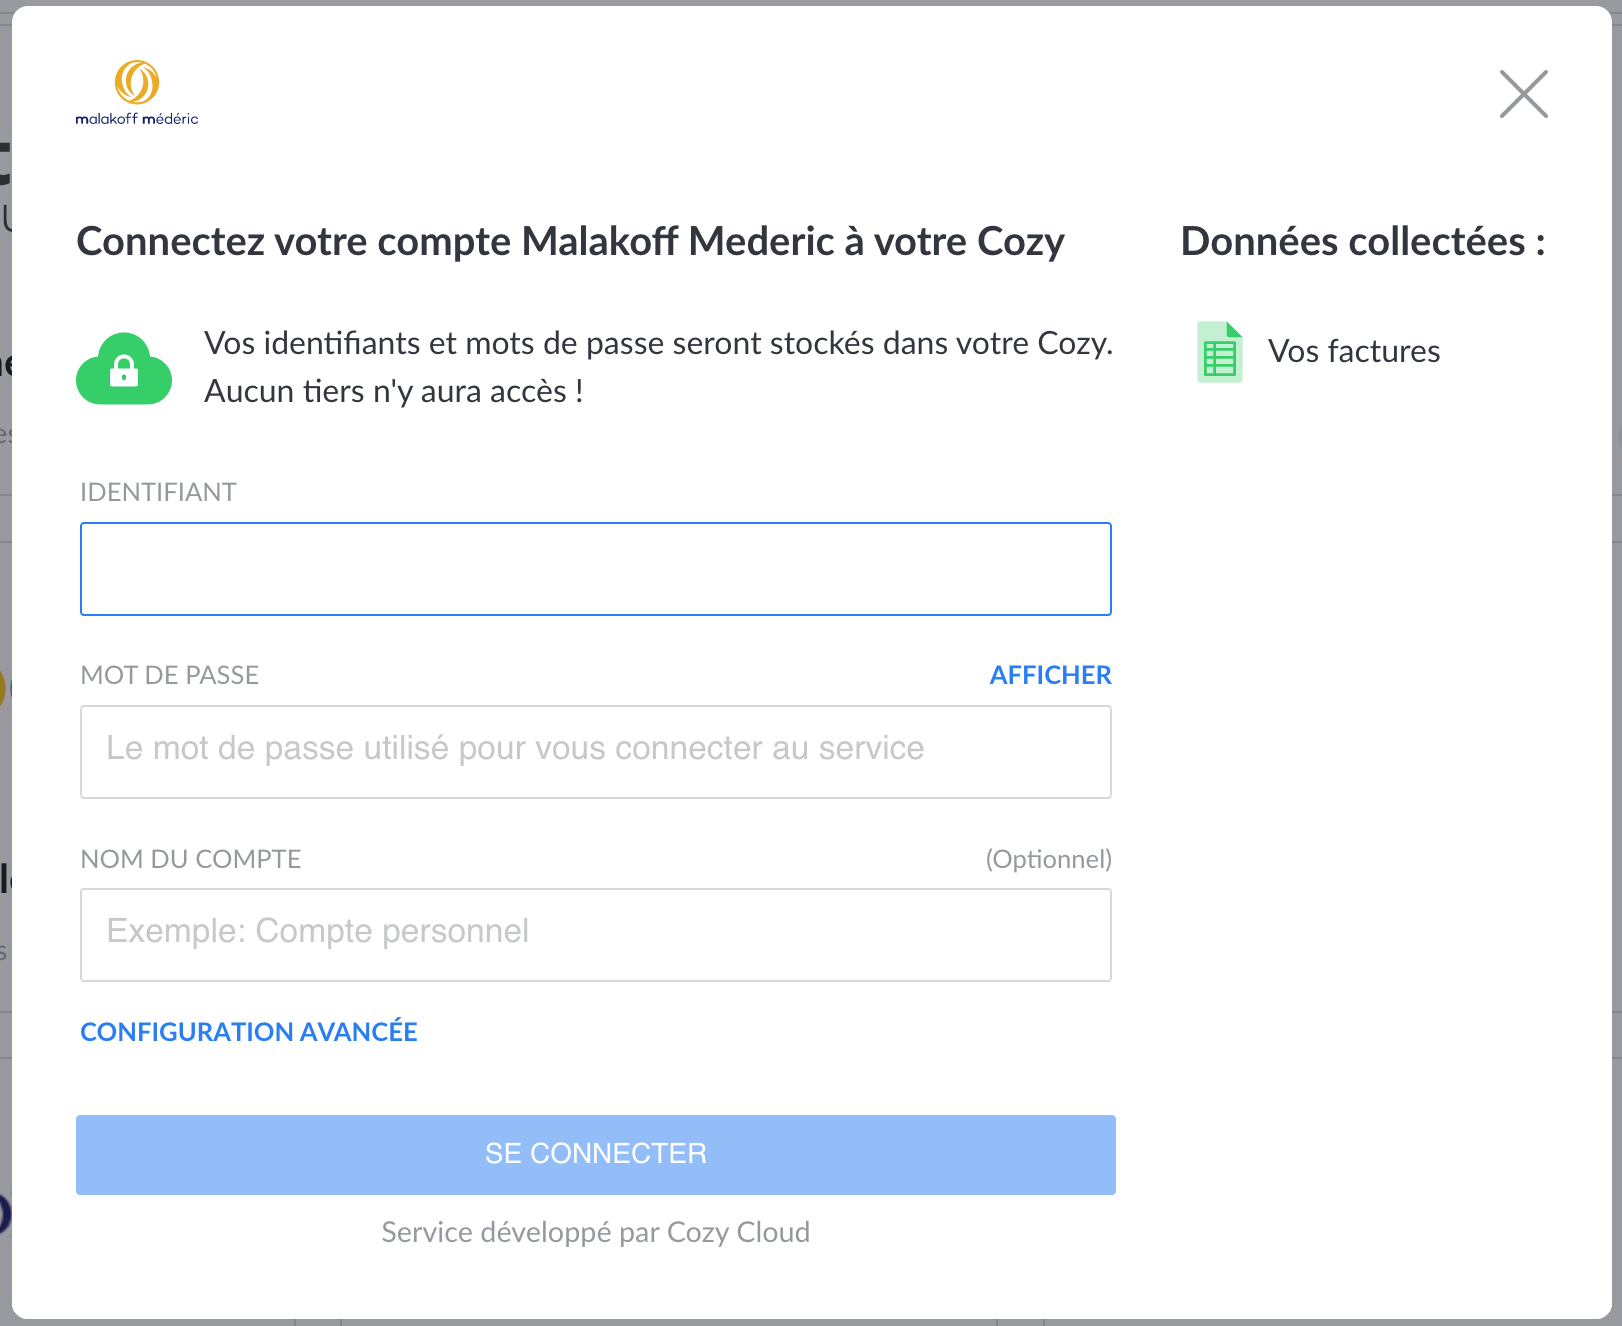 malakoff médéric
Connectez votre compte Malakoff Mederic à votre Cozy
Vos identifiants et mots de passe seront stockés dans votre Cozy.
Aucun tiers n'y aura accès !
IDENTIFIANT
MOT DE PASSE
AFFICHER
Le mot de passe utilisé pour vous connecter au service
NOM DU COMPTE
(Optionnel)
Exemple: Compte personnel
CONFIGURATION AVANCÉE
SE CONNECTER
Service développé par Cozy Cloud
Données collectées :
Vos factures